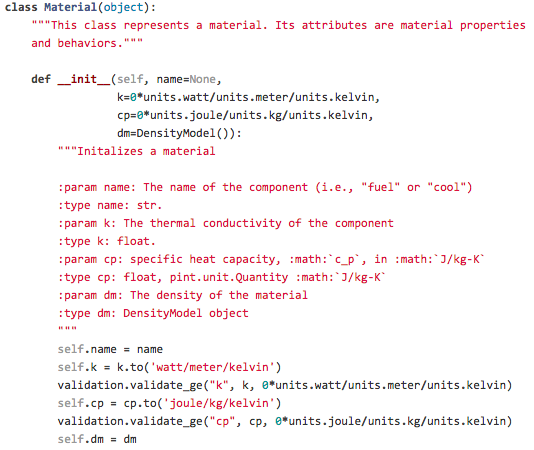 class Material(object):
    """This class represents a material. Its attributes are material properties
    and behaviors."""
    def __init__(self, name=None,
                 k=0*units.watt/units.meter/units.kelvin,
                 cp=0*units.joule/units.kg/units.kelvin,
                 dm=DensityModel()):
        """Initalizes a material
        :param name: The name of the component (i.e., "fuel" or "cool")
        :type name: str.
        :param k: The thermal conductivity of the component
        :type k: float.
        :param cp: specific heat capacity, :math:`c_p`, in :math:`J/kg-K`
        :type cp: float, pint.unit.Quantity :math:`J/kg-K`
        :param dm: The density of the material
        :type dm: DensityModel object
        """
        self.name = name
        self.k = k.to('watt/meter/kelvin')
        validation.validate_ge("k", k, 0*units.watt/units.meter/units.kelvin)
        self.cp = cp.to('joule/kg/kelvin')
        validation.validate_ge("cp", cp, 0*units.joule/units.kg/units.kelvin)
        self.dm = dm